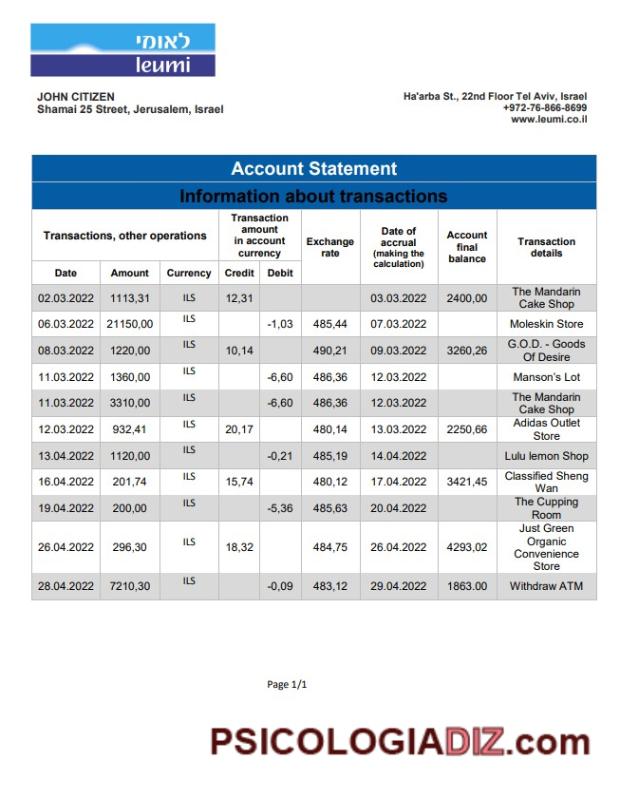 לאומי
leumi
JOHN CITIZEN
Shamai 25 Street, Jerusalem, Israel
Ha'arba St., 22nd Floor Tel Aviv, Israel
+972-76-866-8699
www.leumi.co.il
Account Statement
Information about transactions
Transactions, other operations
Transaction
amount
in account
currency
Exchange
rate
Date of
accrual
(making the
calculation)
Account
final
balance
Transaction
details
Date Amount Currency Credit Debit
02.03.2022 1113,31 ILS 12,31 03.03.2022 2400,00 The Mandarin
Cake Shop
06.03.2022 21150,00 ILS -1,03 485,44 07.03.2022 Moleskin Store
08.03.2022 1220,00 ILS 10,14 490,21 09.03.2022 3260,26 G.O.D. - Goods
Of Desire
11.03.2022 1360,00 ILS -6,60 486,36 12.03.2022 Manson's Lot
11.03.2022 3310,00 ILS -6,60 486,36 12.03.2022 The Mandarin
Cake Shop
12.03.2022 932,41 ILS 20,17 480,14 13.03.2022 2250,66 Adidas Outlet
Store
13.04.2022 1120,00 ILS -0,21 485,19 14.04.2022 Lulu lemon Shop
16.04.2022 201,74 ILS 15,74 480,12 17.04.2022 3421,45 Classified Sheng
Wan
19.04.2022 200,00 ILS -5,36 485,63 20.04.2022 The Cupping
Room
26.04.2022 296,30 ILS 18,32 484,75 26.04.2022 4293,02 Just Green
Organic
Convenience
Store
28.04.2022 7210,30 ILS -0,09 483,12 29.04.2022 1863.00 Withdraw ATM
Page 1/1
PSICOLOGIADIZ.com